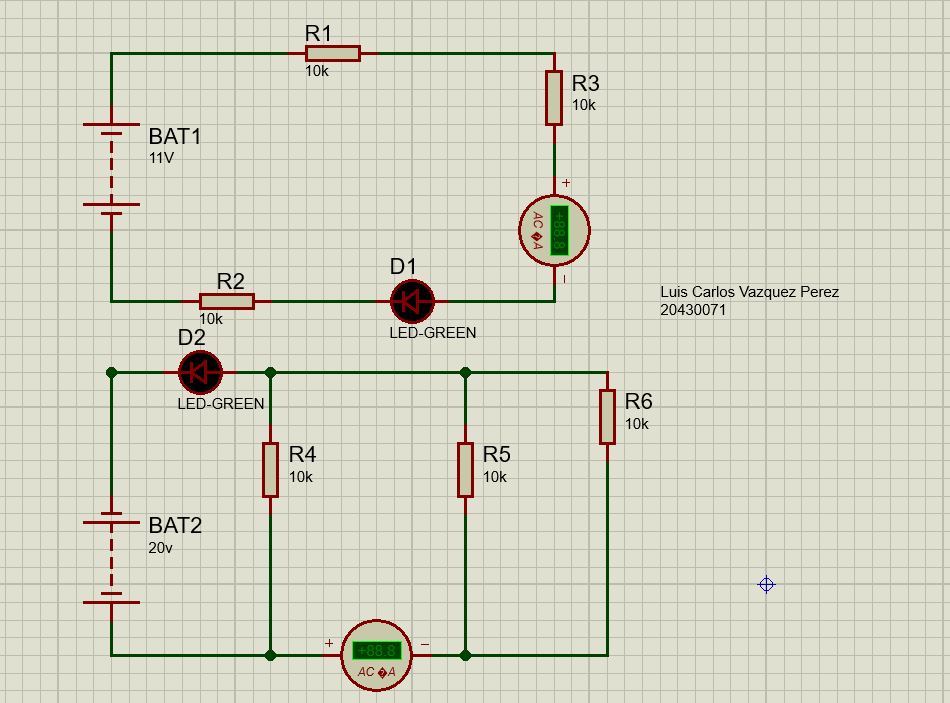 R1
10k
R3
10k
BAT1
11V
+
+88.8
AC �A
−
D1
LED-GREEN
R2
10k
Luis Carlos Vazquez Perez
20430071
D2
LED-GREEN
R6
10k
R4
10k
R5
10k
BAT2
20v
+
−
+88.8
AC �A